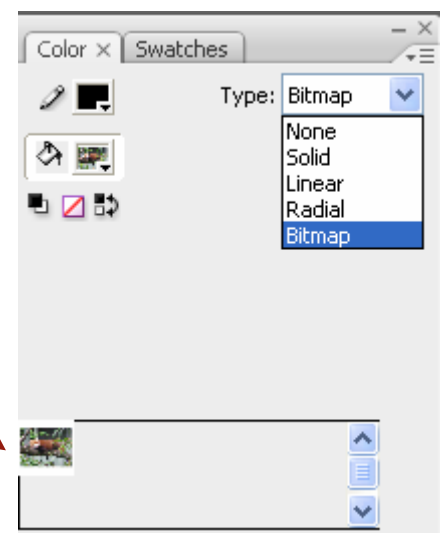 Color × Swatches
Type: Bitmap
None
Solid
Linear
Radial
Bitmap